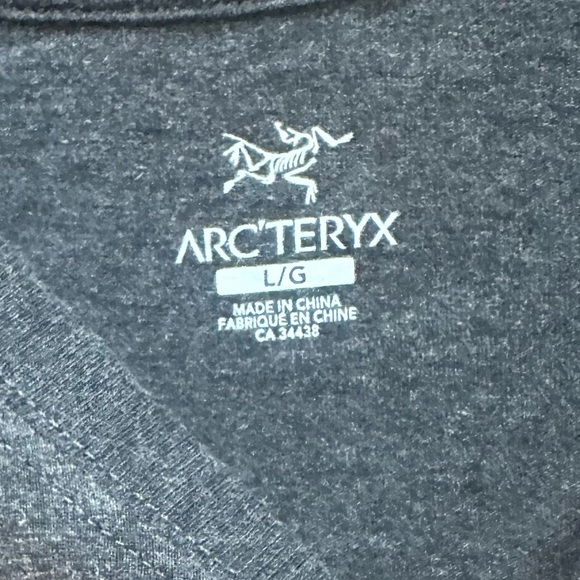 ARC'TERYX
L/G
MADE IN CHINA
FABRIQUÉ EN CHINE
CA 34438